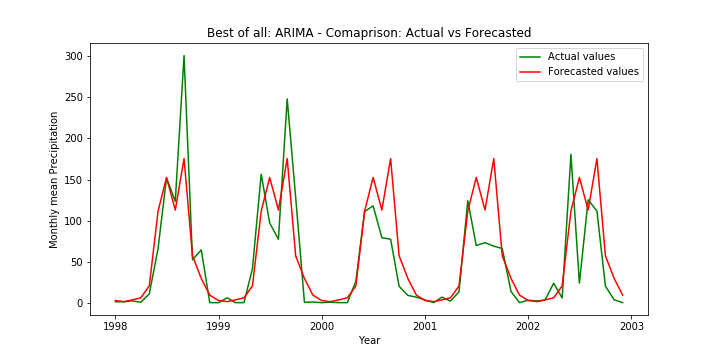 Best of all: ARIMA - Comaprison: Actual vs Forecasted
Actual values
Forecasted values
Monthly mean Precipitation
300
250
200
150
100
50
0
1998 1999 2000 2001 2002 2003
Year